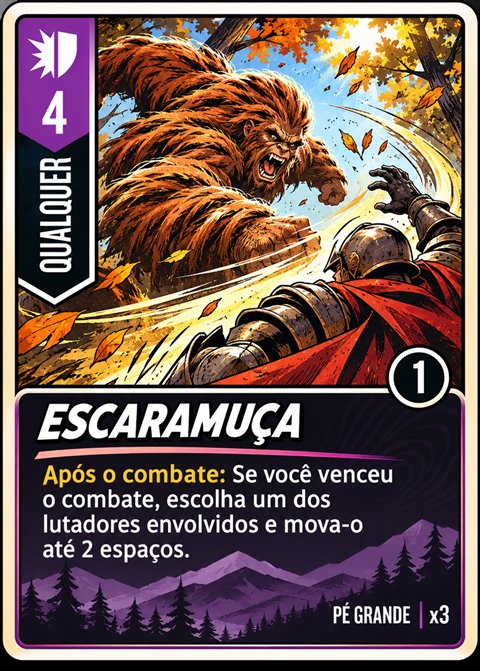 4
QUALQUER
1
ESCARAMUÇA
Após o combate: Se você venceu
o combate, escolha um dos
lutadores envolvidos e mova-o
até 2 espaços.
PÉ GRANDE | x3